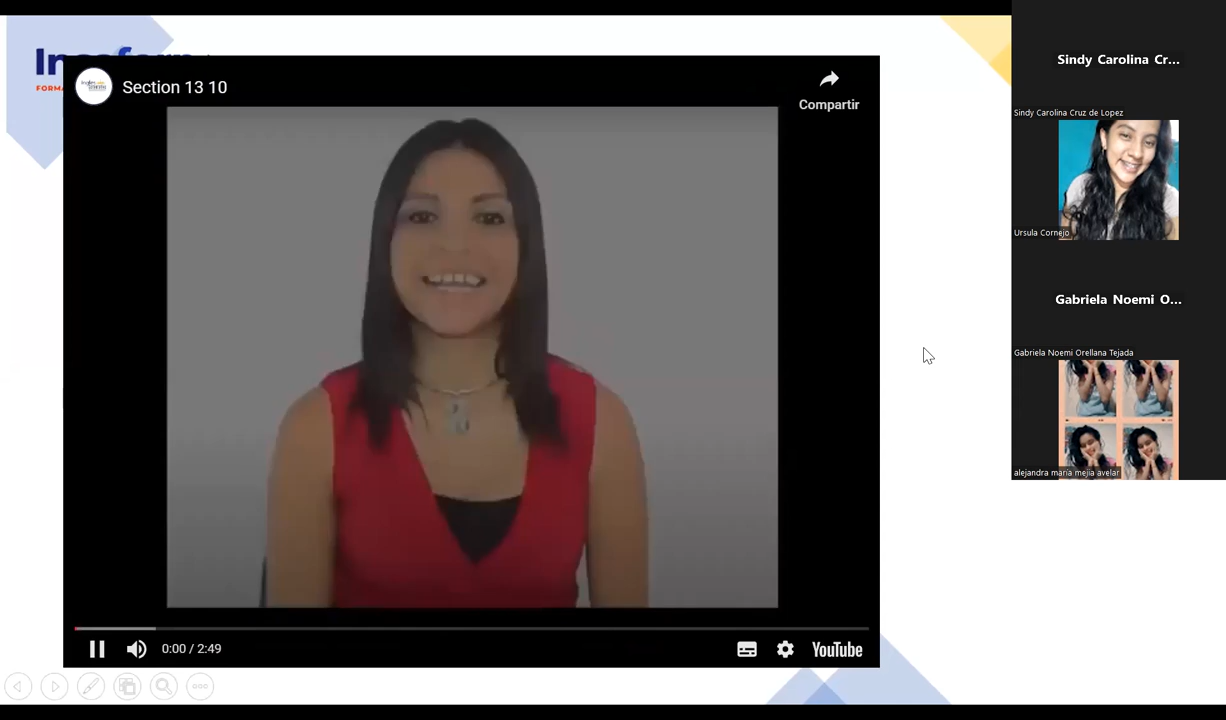 Section 13 10
Compartir
0:00 / 2:49
YouTube
Sindy Carolina Cr...
Sindy Carolina Cruz de Lopez
Ursula Cornejo
Gabriela Noemi O...
Gabriela Noemi Orellana Tejada
alejandra maria mejia avelar